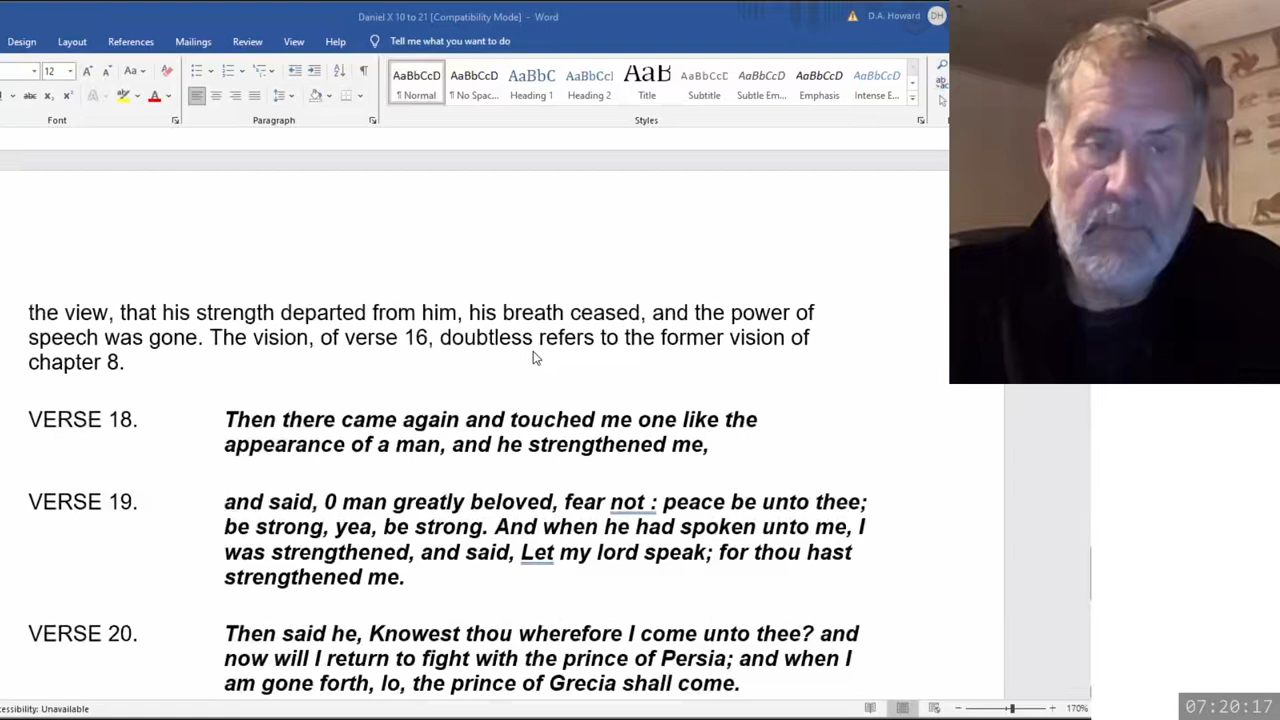 Daniel X 10 to 21 [Compatibility Mode] - Word
D.A. Howard
DH
Design Layout References Mailings Review View Help Tell me what you want to do
12
Aa
abc x₂ x²
A
AaBbCcD AaBbCcD AaBbC AaBbCc AaB AaBbCcD AaBbCcD AaBbCcD AaBbCcD
¶ Normal ¶ No Spac... Heading 1 Heading 2 Title Subtitle Subtle Em... Emphasis Intense E...
Font Paragraph Styles
the view, that his strength departed from him, his breath ceased, and the power of
speech was gone. The vision, of verse 16, doubtless refers to the former vision of
chapter 8.
VERSE 18. Then there came again and touched me one like the
appearance of a man, and he strengthened me,
VERSE 19. and said, 0 man greatly beloved, fear not : peace be unto thee;
be strong, yea, be strong. And when he had spoken unto me, I
was strengthened, and said, Let my lord speak; for thou hast
strengthened me.
VERSE 20. Then said he, Knowest thou wherefore I come unto thee? and
now will I return to fight with the prince of Persia; and when I
am gone forth, lo, the prince of Grecia shall come.
cessibility: Unavailable
170%
07:20:17